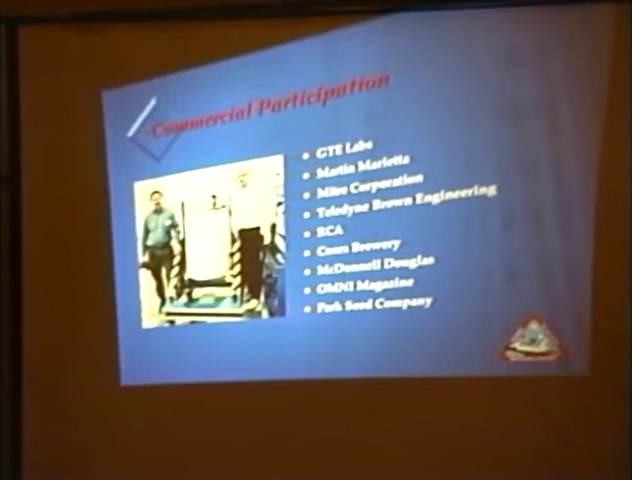 Commercial Participation
GTE Labs
Martin Marietta
Mitre Corporation
Teledyne Brown Engineering
RCA
Coors Brewery
McDonnell Douglas
OMNI Magazine
Park Seed Company